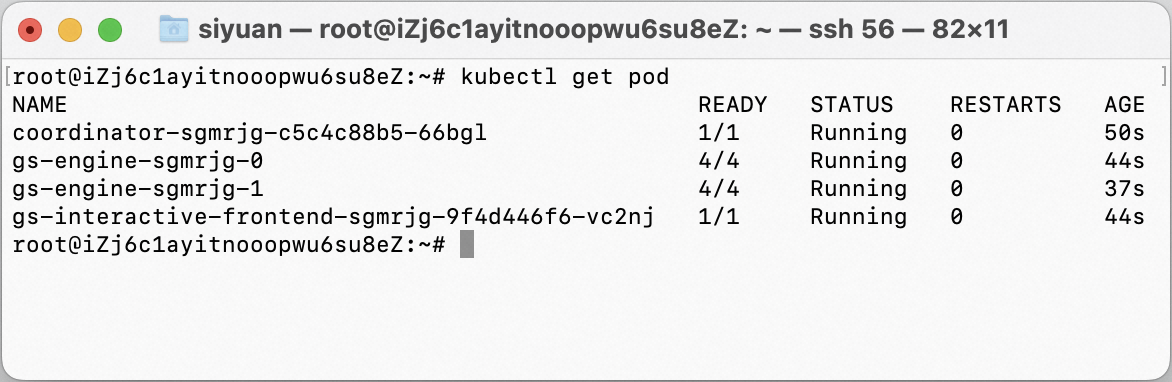 siyuan — root@iZj6c1ayitnooopwu6su8eZ: ~ — ssh 56 — 82×11
[root@iZj6c1ayitnooopwu6su8eZ:~# kubectl get pod ]
NAME READY STATUS RESTARTS AGE
coordinator-sgmrjg-c5c4c88b5-66bgl 1/1 Running 0 50s
gs-engine-sgmrjg-0 4/4 Running 0 44s
gs-engine-sgmrjg-1 4/4 Running 0 37s
gs-interactive-frontend-sgmrjg-9f4d446f6-vc2nj 1/1 Running 0 44s
root@iZj6c1ayitnooopwu6su8eZ:~#